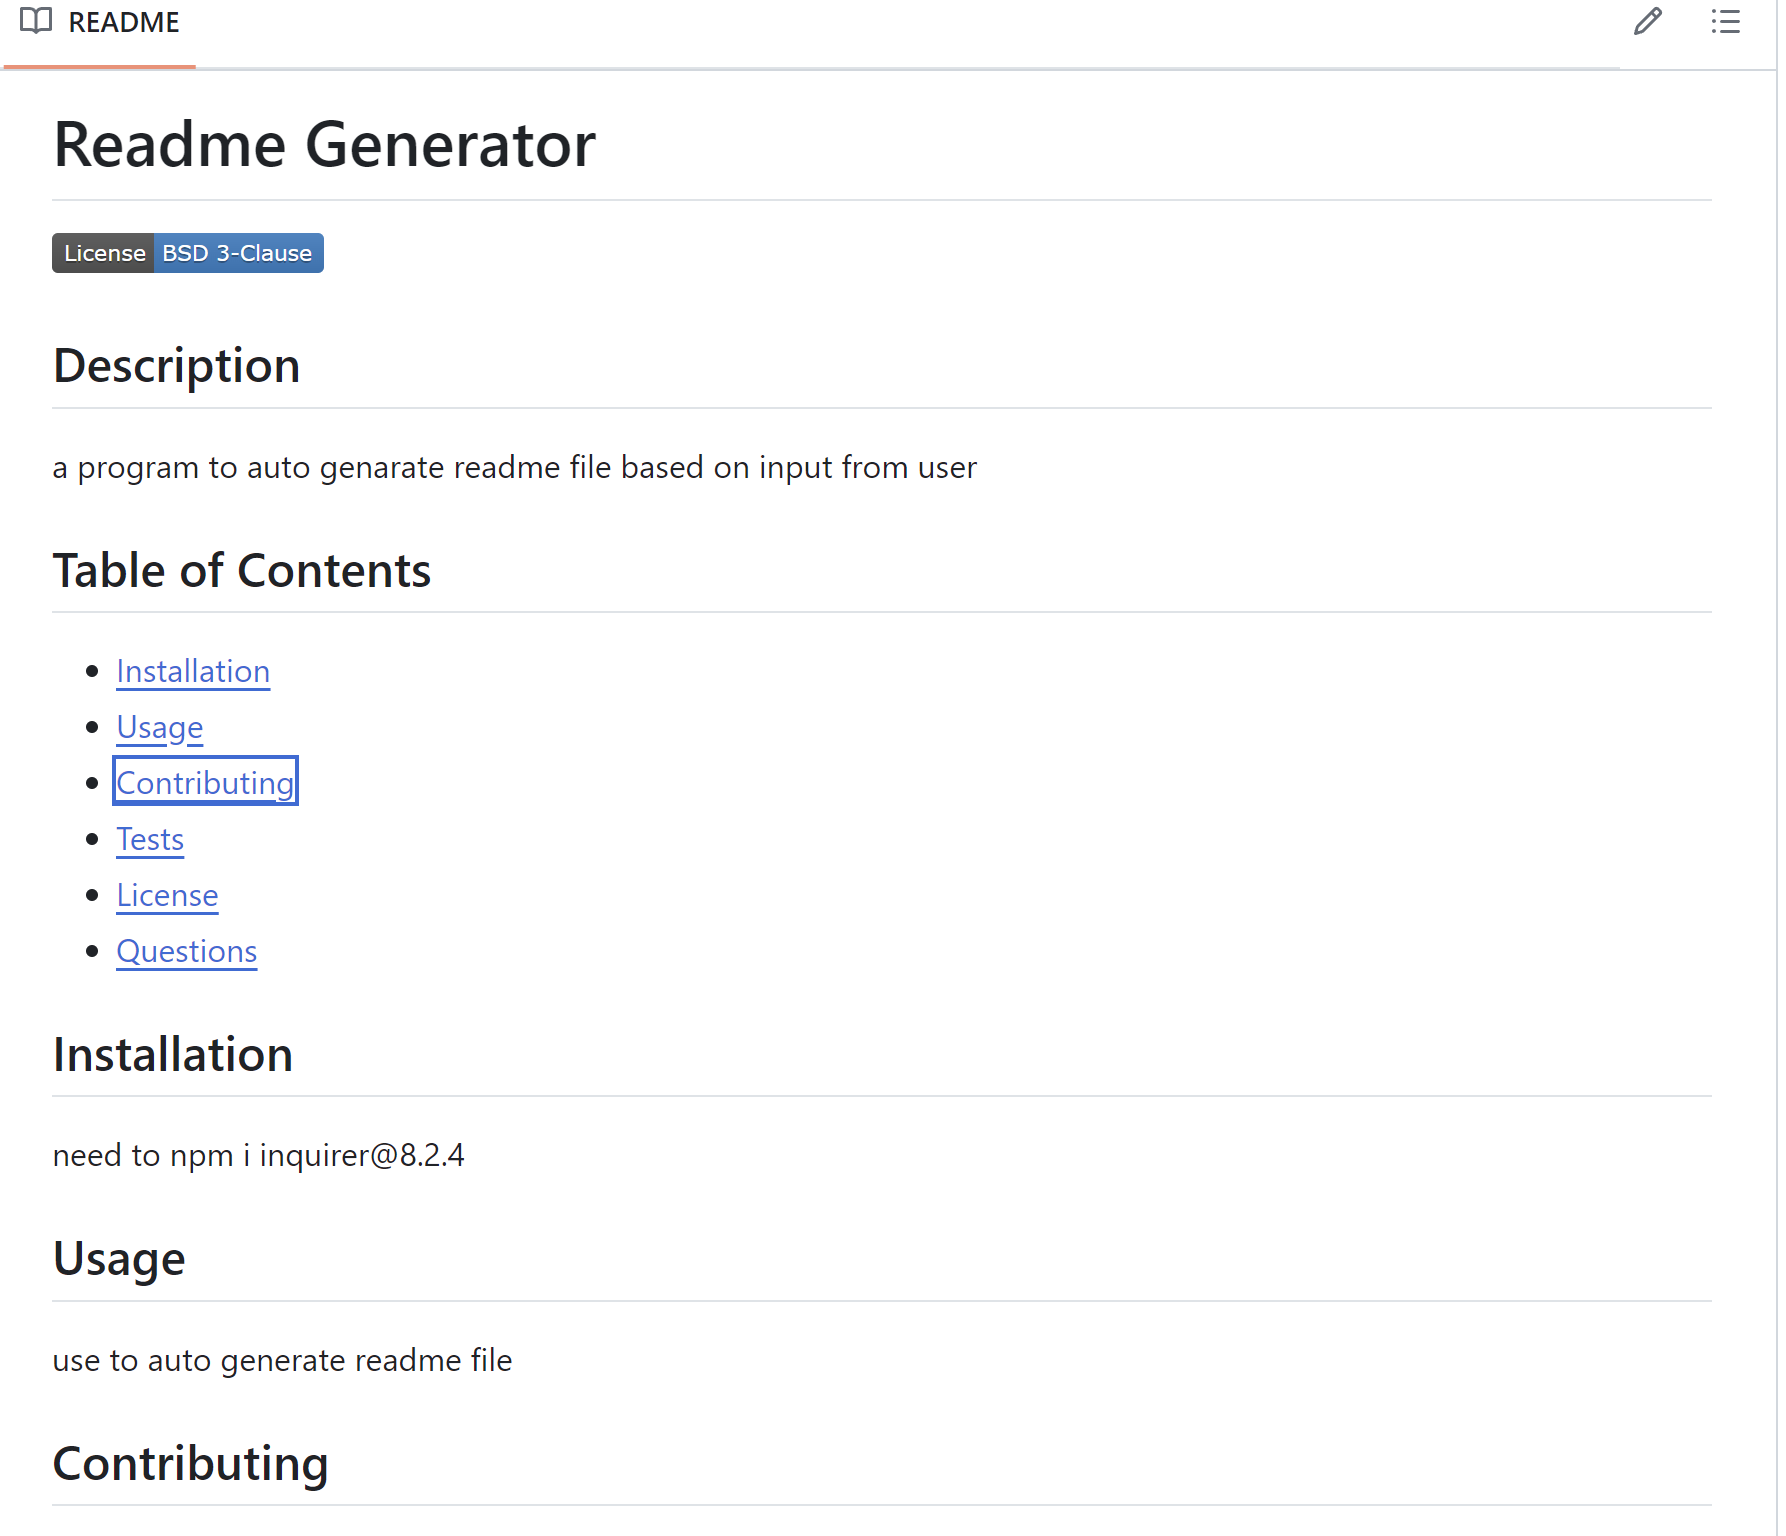 README
Readme Generator
License BSD 3-Clause
Description
a program to auto genarate readme file based on input from user
Table of Contents
Installation
Usage
Contributing
Tests
License
Questions
Installation
need to npm i inquirer@8.2.4
Usage
use to auto generate readme file
Contributing